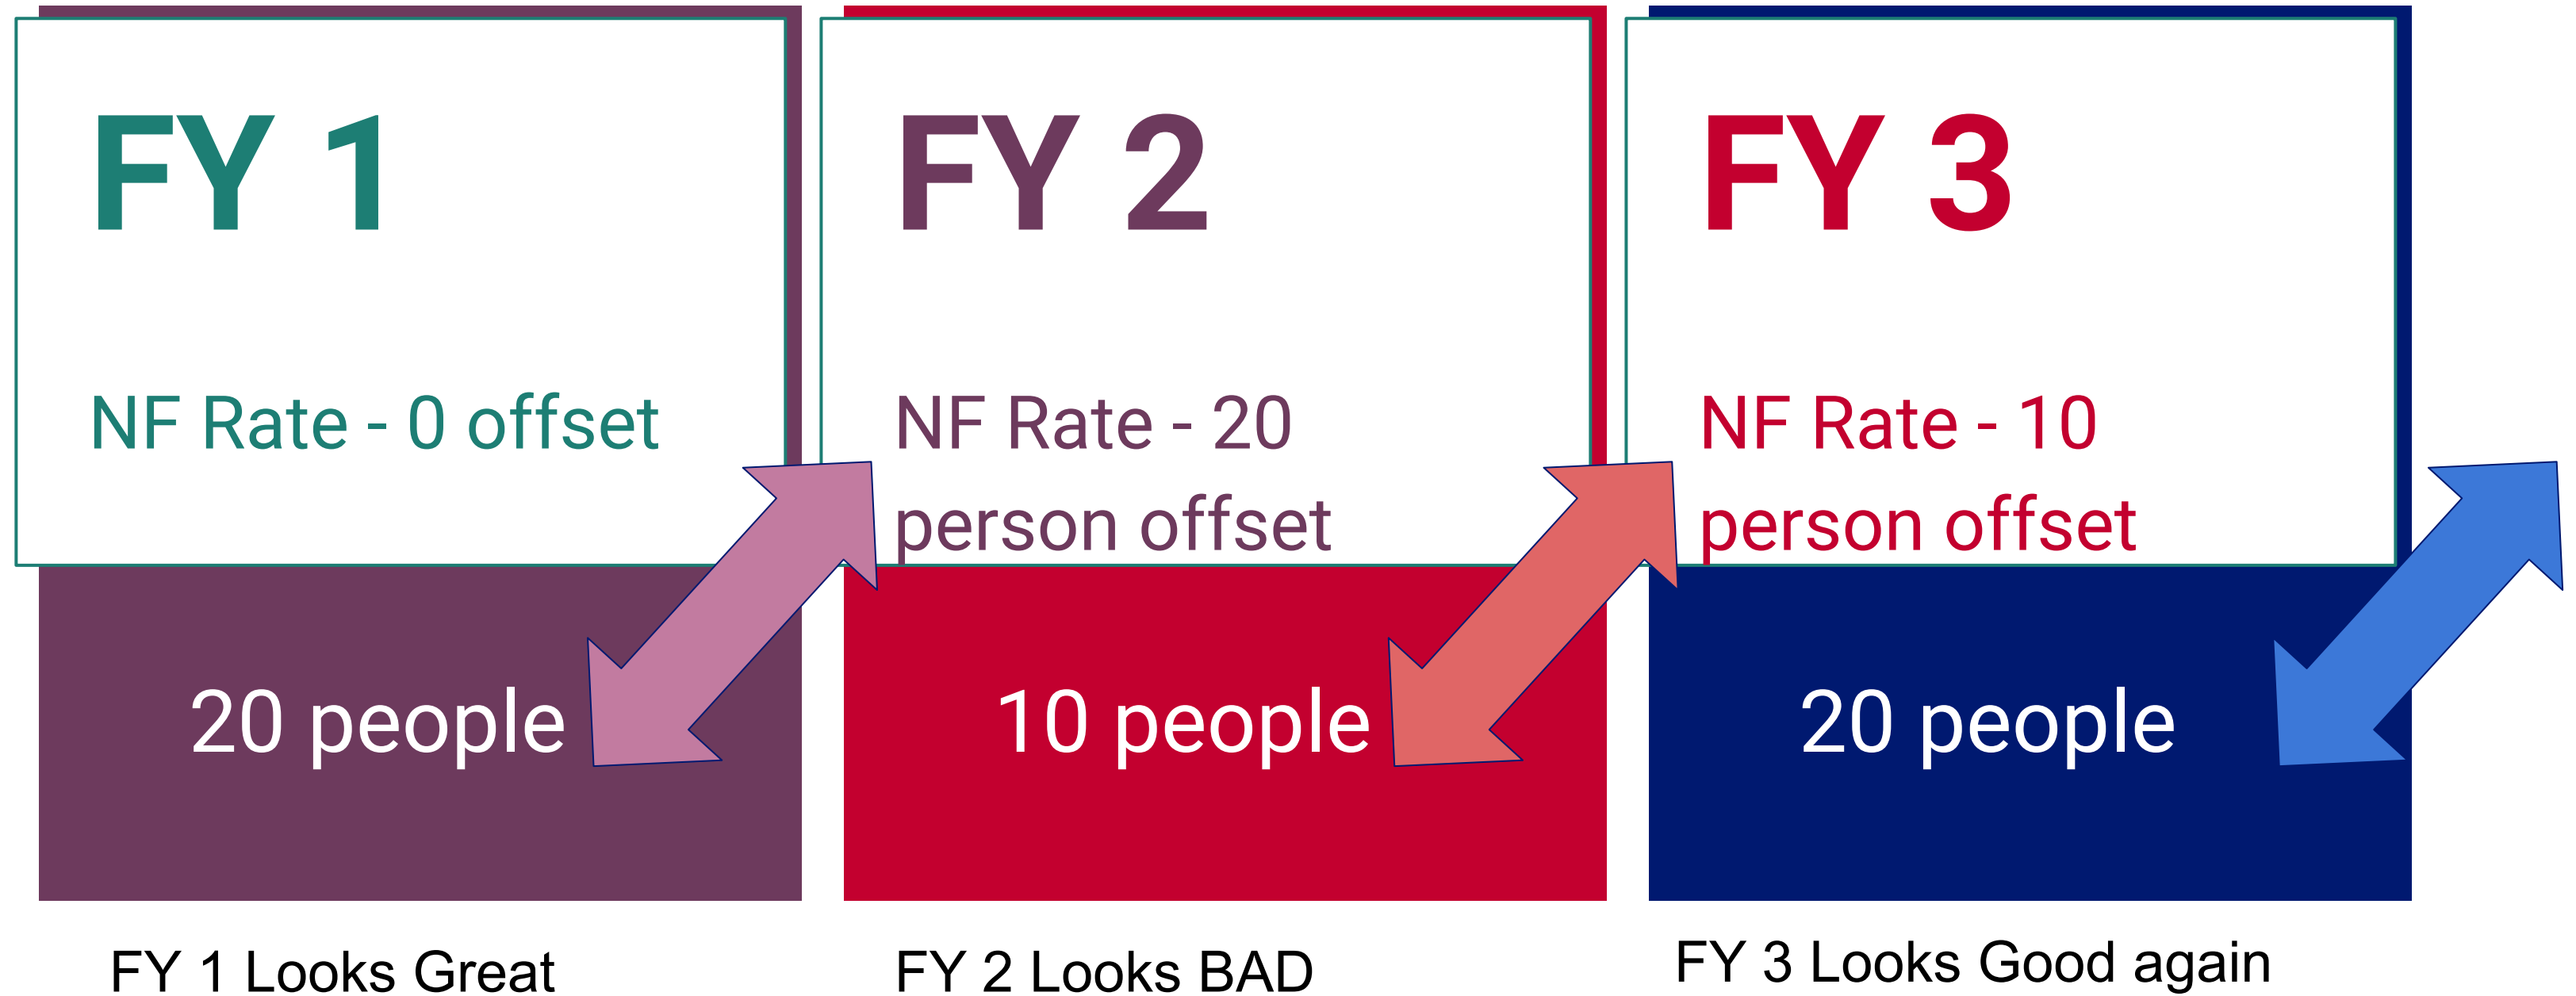 FY 1
NF Rate - 0 offset
20 people
FY 1 Looks Great
FY 2
NF Rate - 20
person offset
10 people
FY 2 Looks BAD
FY 3
NF Rate - 10
person offset
20 people
FY 3 Looks Good again